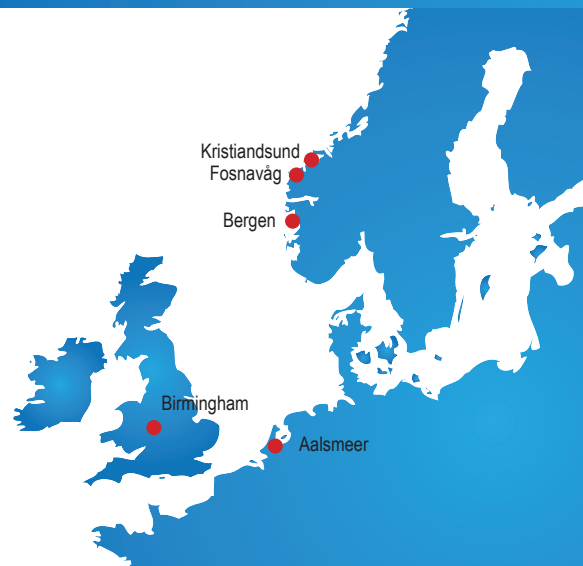 Kristiandsund
Fosnavåg
Bergen
Birmingham
Aalsmeer